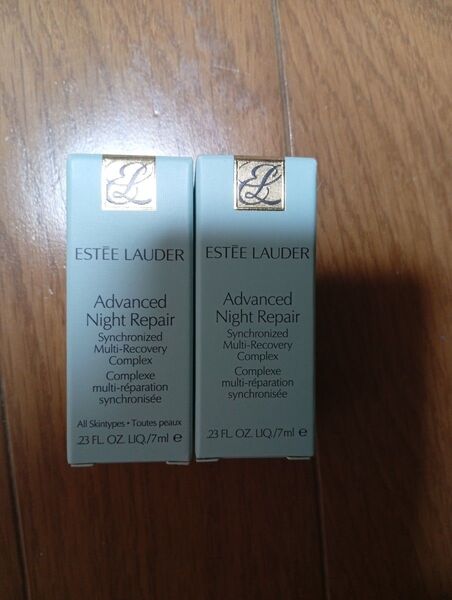 EL
ESTĒE LAUDER
Advanced
Night Repair
Synchronized
Multi-Recovery
Complex
Complexe
multi-réparation
synchronisée
All Skintypes • Toutes peaux
.23 FL. OZ. LIQ./7ml e
EL
ESTĒE LAUDER
Advanced
Night Repair
Synchronized
Multi-Recovery
Complex
Complexe
multi-réparation
synchronisée
.23 FL. OZ. LIQ./7ml e